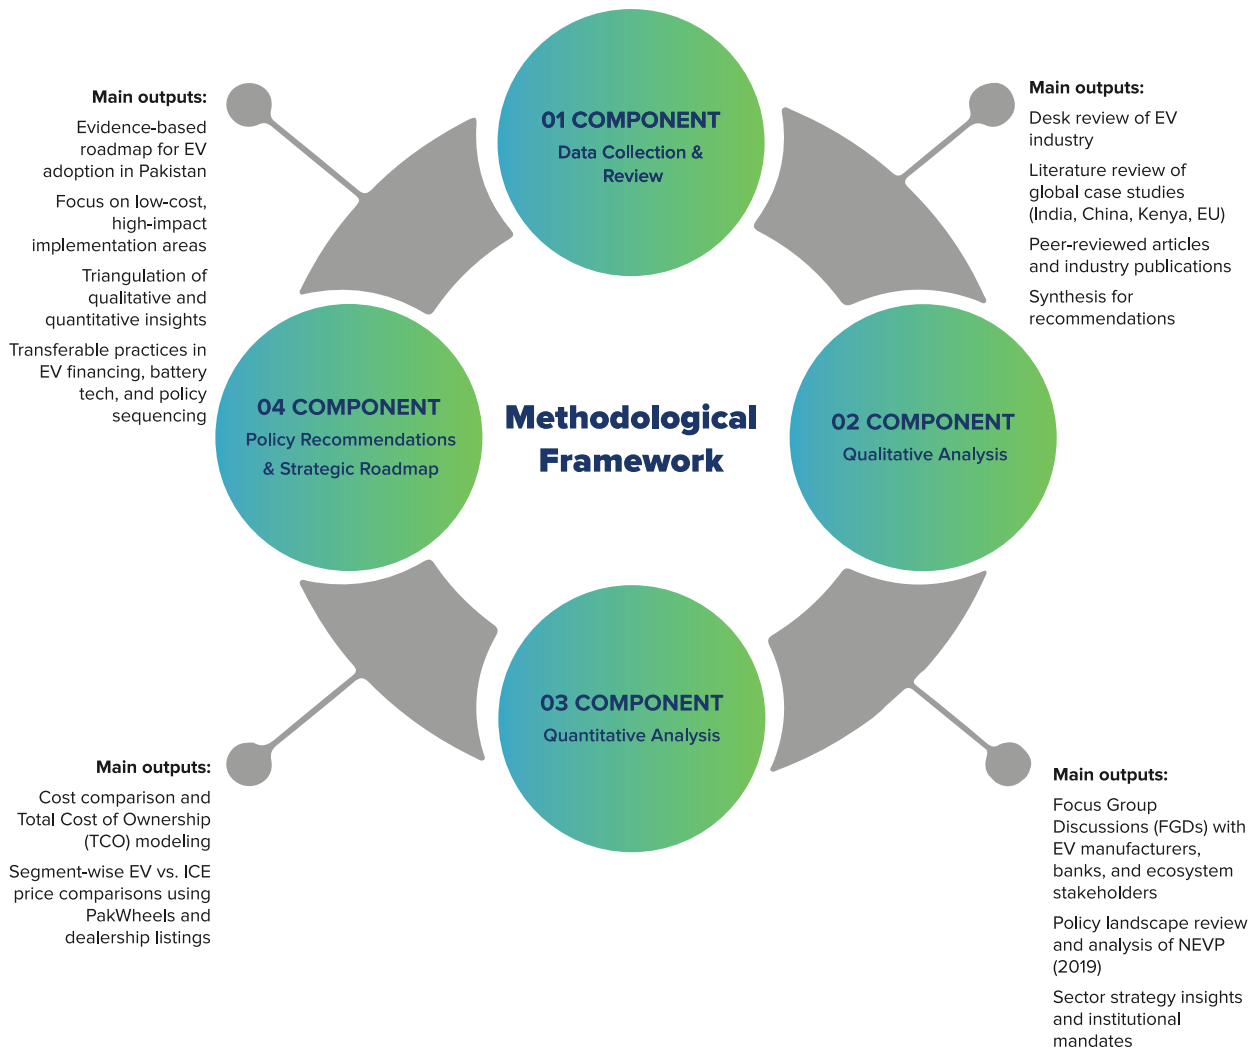 Methodological
Framework
01 COMPONENT
Data Collection &
Review
Main outputs:
Desk review of EV
industry
Literature review of
global case studies
(India, China, Kenya, EU)
Peer-reviewed articles
and industry publications
Synthesis for
recommendations
02 COMPONENT
Qualitative Analysis
Main outputs:
Focus Group
Discussions (FGDs) with
EV manufacturers,
banks, and ecosystem
stakeholders
Policy landscape review
and analysis of NEVP
(2019)
Sector strategy insights
and institutional
mandates
03 COMPONENT
Quantitative Analysis
Main outputs:
Cost comparison and
Total Cost of Ownership
(TCO) modeling
Segment-wise EV vs. ICE
price comparisons using
PakWheels and
dealership listings
04 COMPONENT
Policy Recommendations
& Strategic Roadmap
Main outputs:
Evidence-based
roadmap for EV
adoption in Pakistan
Focus on low-cost,
high-impact
implementation areas
Triangulation of
qualitative and
quantitative insights
Transferable practices in
EV financing, battery
tech, and policy
sequencing